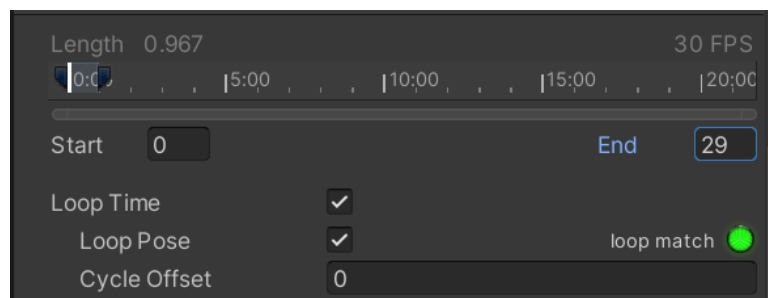 Length 0.967 30 FPS
5:00 10:00 15:00
Start 0 End 29
Loop Time
Loop Pose loop match
Cycle Offset 0